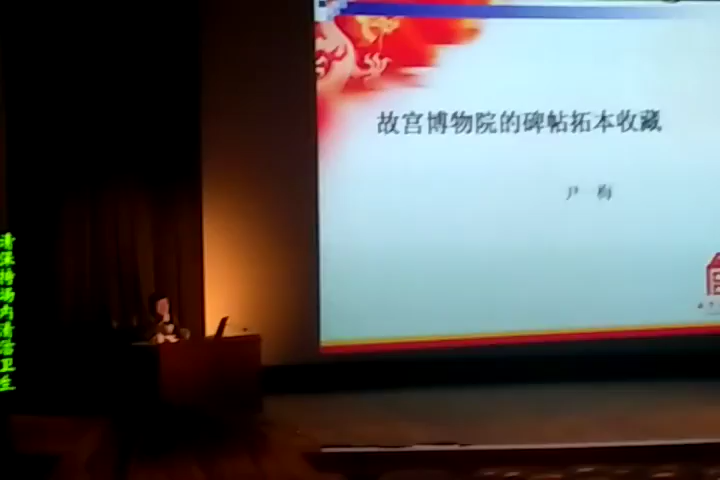 故宫博物院的碑帖拓本收藏
尹 梅
请保持场内清洁卫生